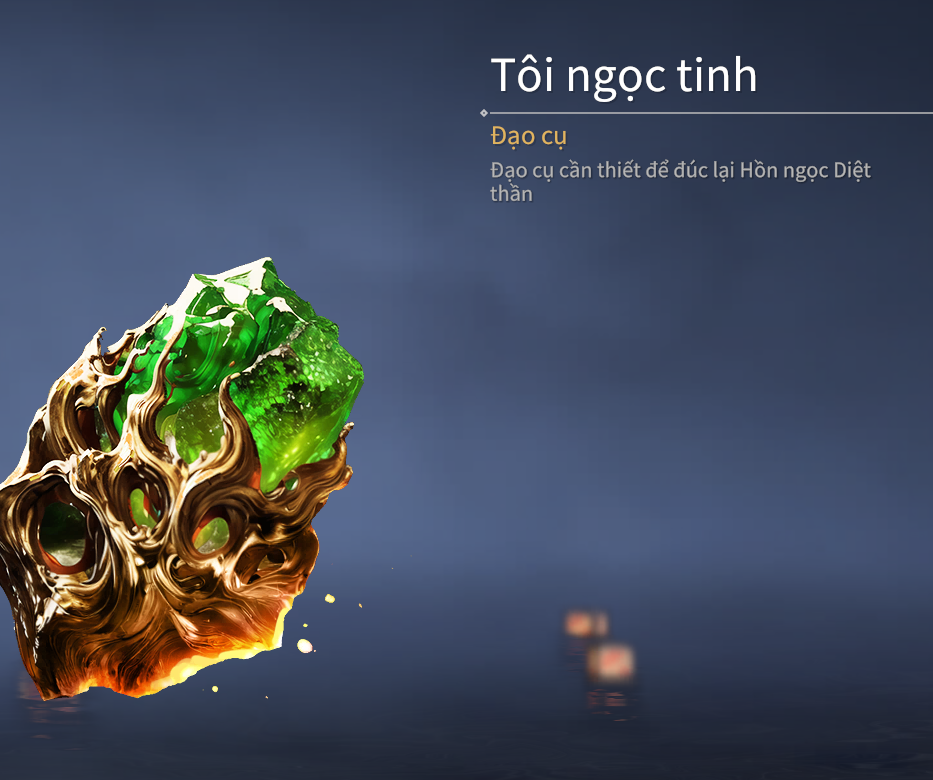 Tôi ngọc tinh
Đạo cụ
Đạo cụ cần thiết để đúc lại Hồn ngọc Diệt
thần